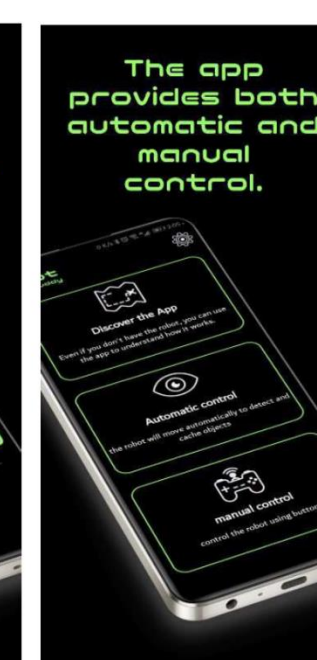 The app
provides both
automatic and
manual
control.
Discover the App
Even if you don't have the robot, you can use
the app to understand how it works.
Automatic control
the robot will move automatically to detect and
cache objects
manual control
control the robot using button